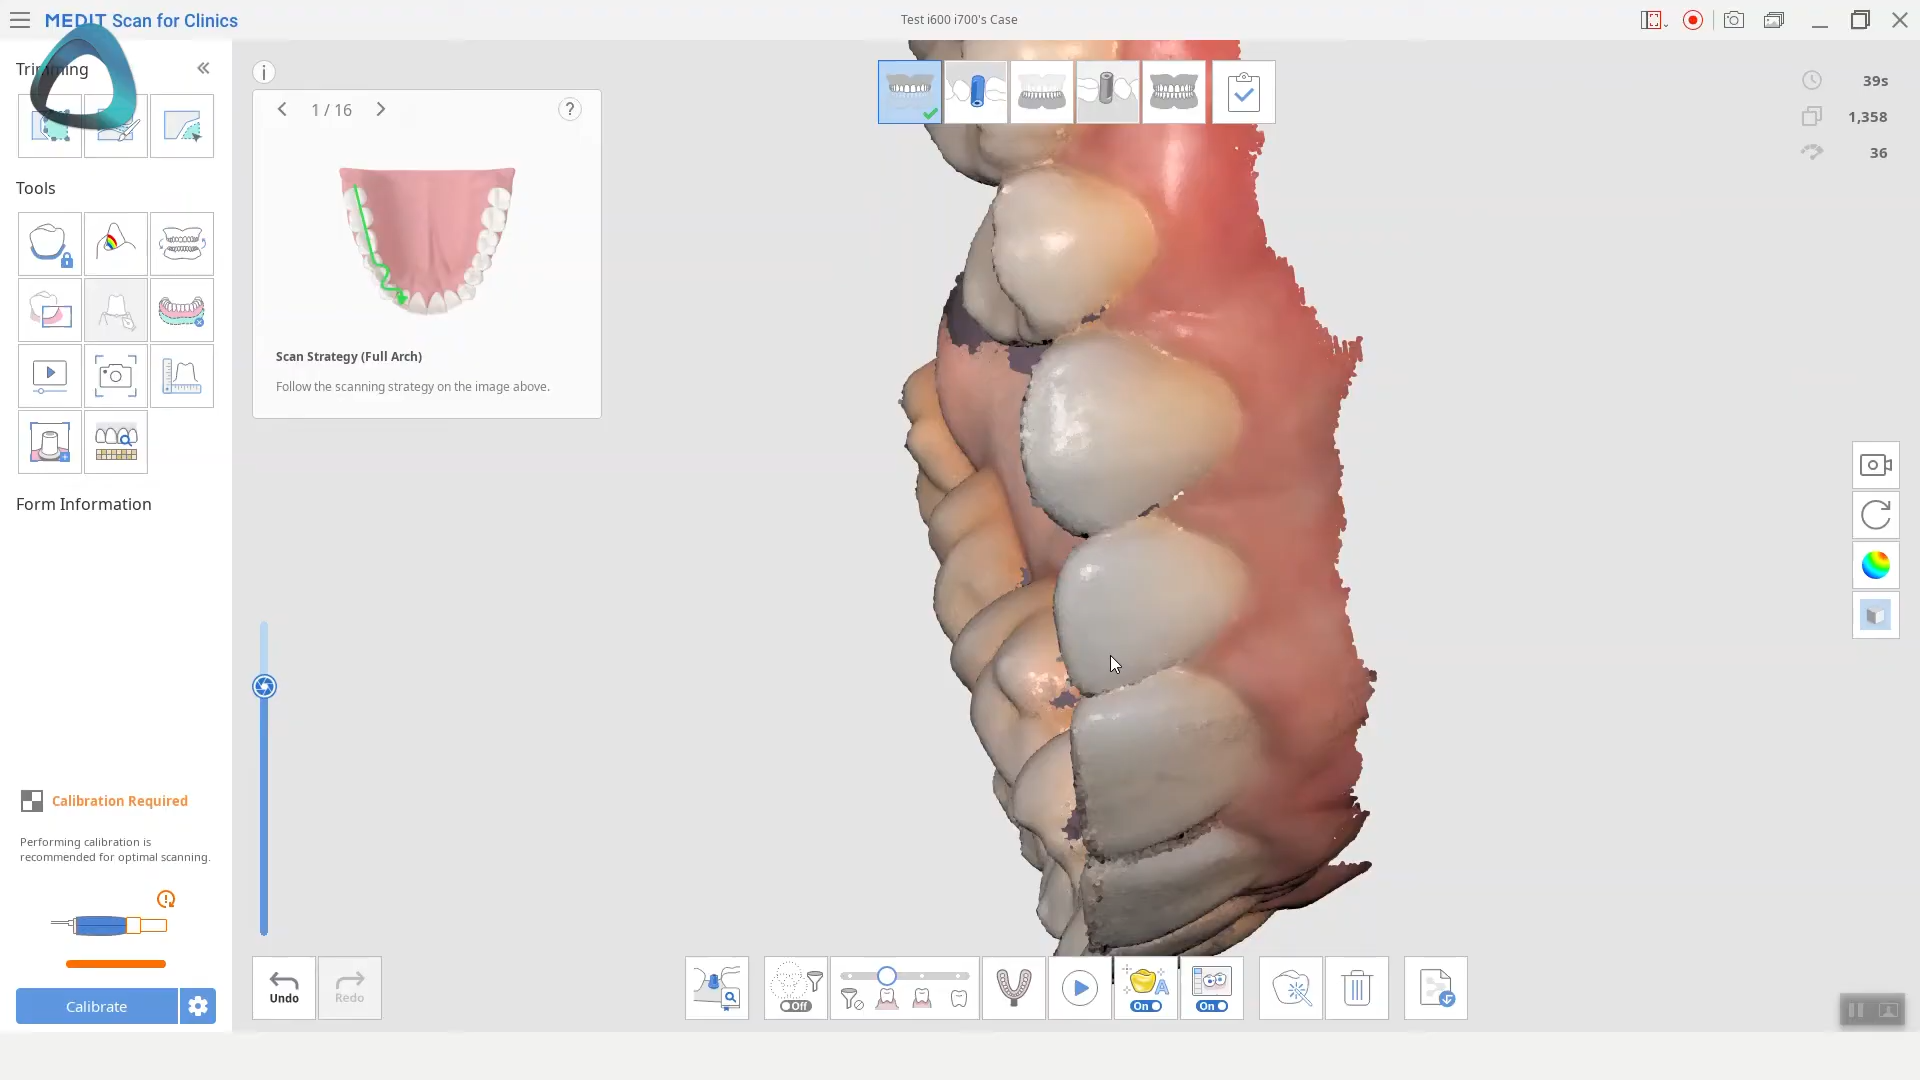 MEDIT Scan for Clinics
Test i600 i700's Case
Trimming
39s
1 / 16
?
1,358
36
Tools
Scan Strategy (Full Arch)
Follow the scanning strategy on the image above.
Form Information
Calibration Required
Performing calibration is
recommended for optimal scanning.
Calibrate
Undo
Redo
Off
On
On